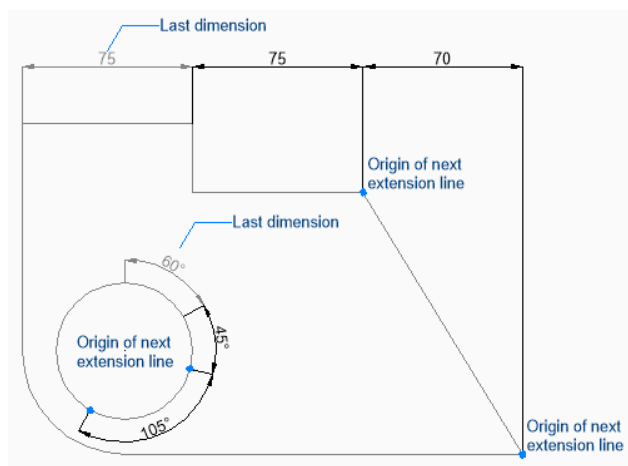 Last dimension
75
75
70
Origin of next
extension line
Last dimension
60°
45°
Origin of next
extension line
105°
Origin of next
extension line